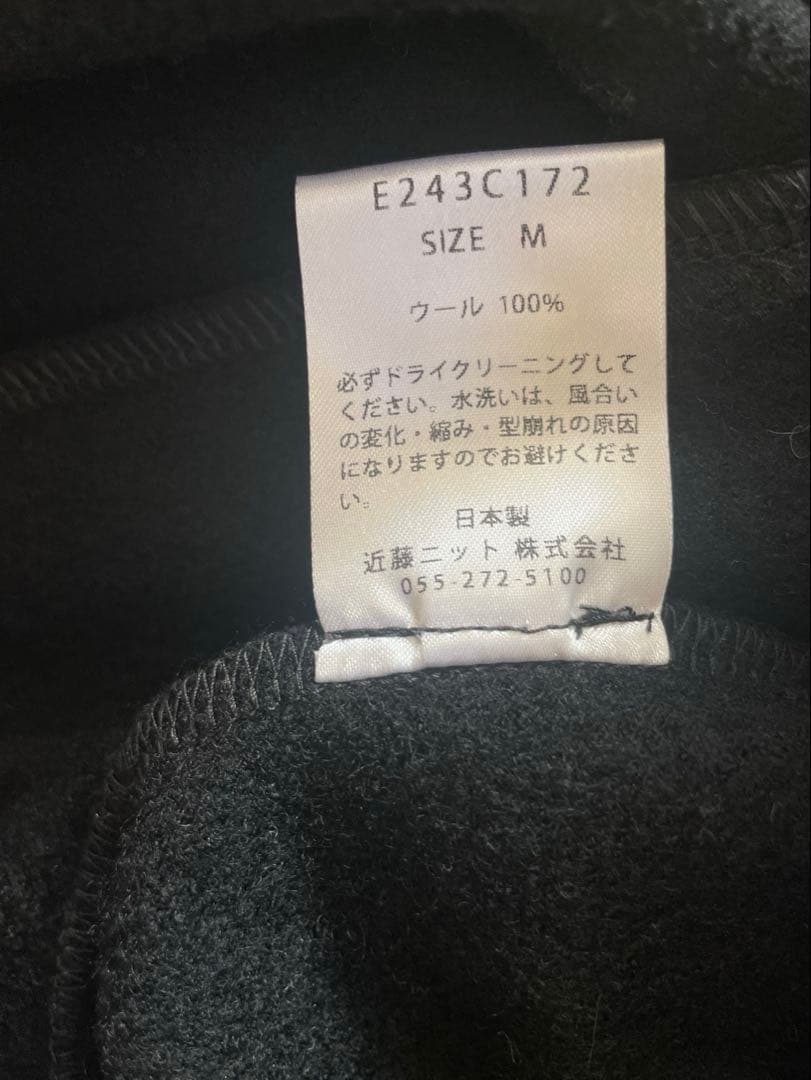 E243C172
SIZE M
ウール 100%
必ずドライクリーニングして
ください。水洗いは、風合い
の変化・縮み・型崩れの原因
になりますのでお避けくださ
い。
日本製
近藤ニット 株式会社
055-272-5100